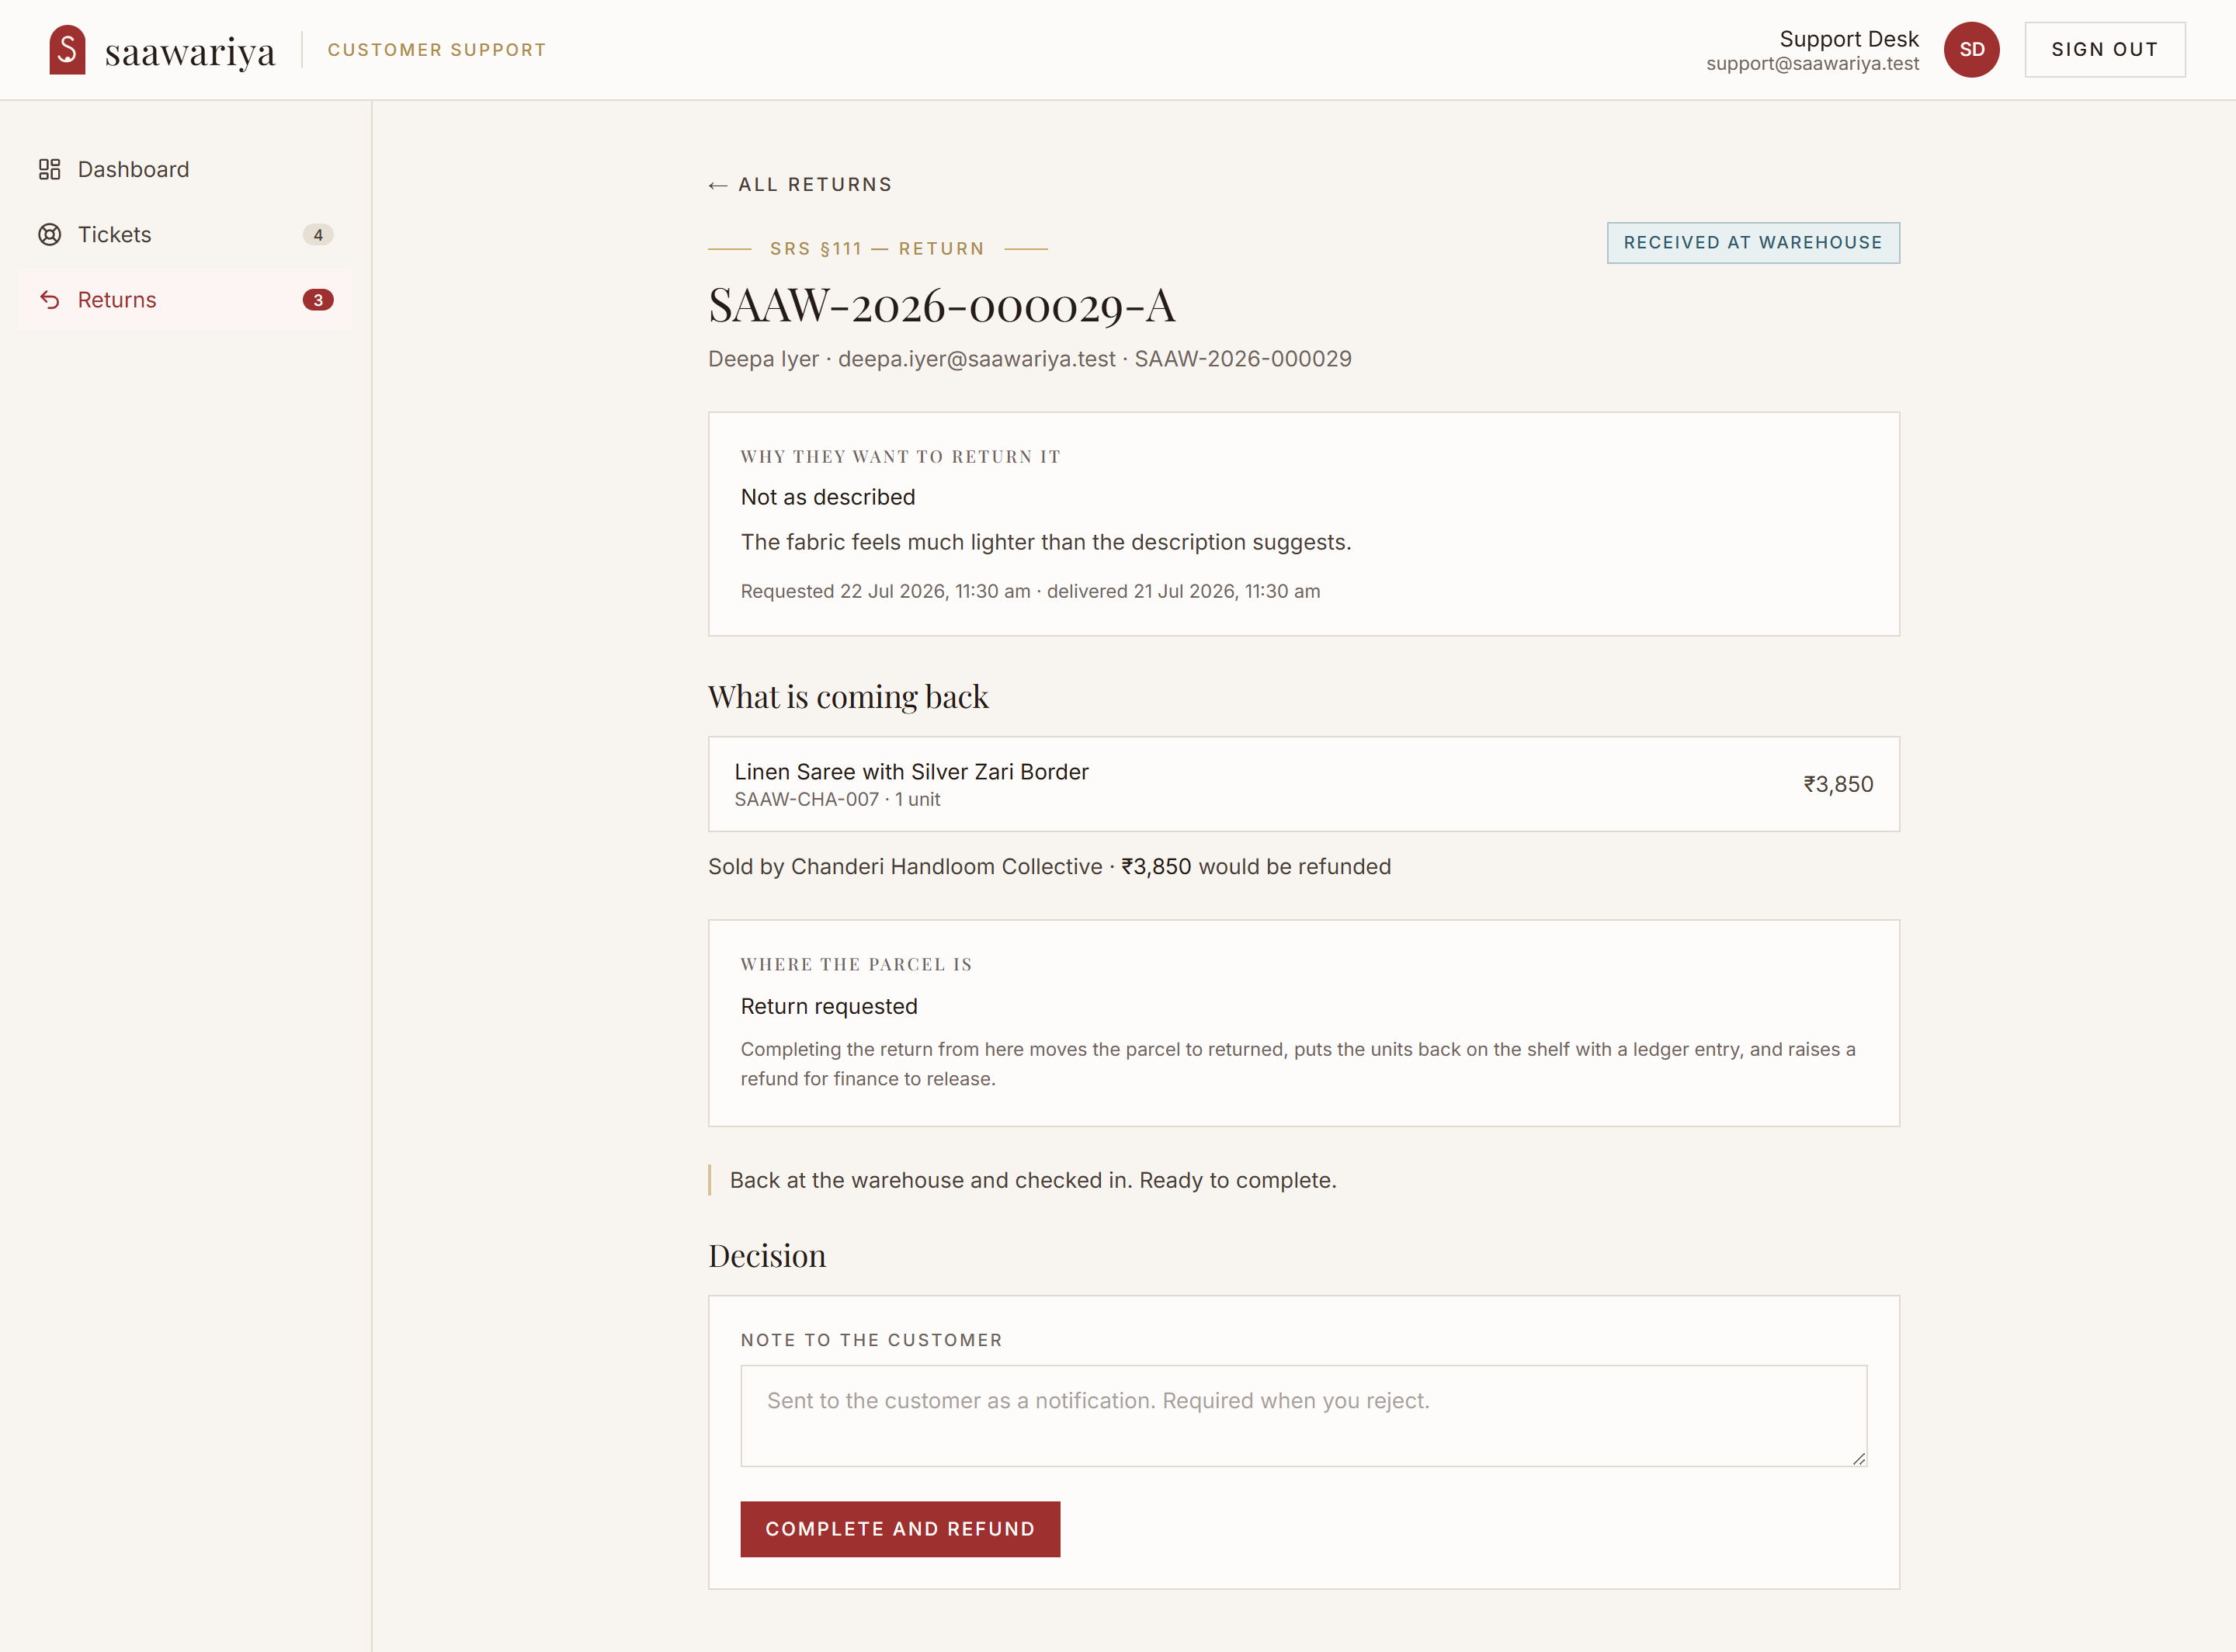 saawariya
CUSTOMER SUPPORT
Support Desk
support@saawariya.test
SD
SIGN OUT
Dashboard
Tickets 4
Returns 3
← ALL RETURNS
SRS §111 — RETURN
RECEIVED AT WAREHOUSE
SAAW-2026-000029-A
Deepa Iyer · deepa.iyer@saawariya.test · SAAW-2026-000029
WHY THEY WANT TO RETURN IT
Not as described
The fabric feels much lighter than the description suggests.
Requested 22 Jul 2026, 11:30 am · delivered 21 Jul 2026, 11:30 am
What is coming back
Linen Saree with Silver Zari Border
SAAW-CHA-007 · 1 unit
₹3,850
Sold by Chanderi Handloom Collective · ₹3,850 would be refunded
WHERE THE PARCEL IS
Return requested
Completing the return from here moves the parcel to returned, puts the units back on the shelf with a ledger entry, and raises a
refund for finance to release.
Back at the warehouse and checked in. Ready to complete.
Decision
NOTE TO THE CUSTOMER
Sent to the customer as a notification. Required when you reject.
COMPLETE AND REFUND